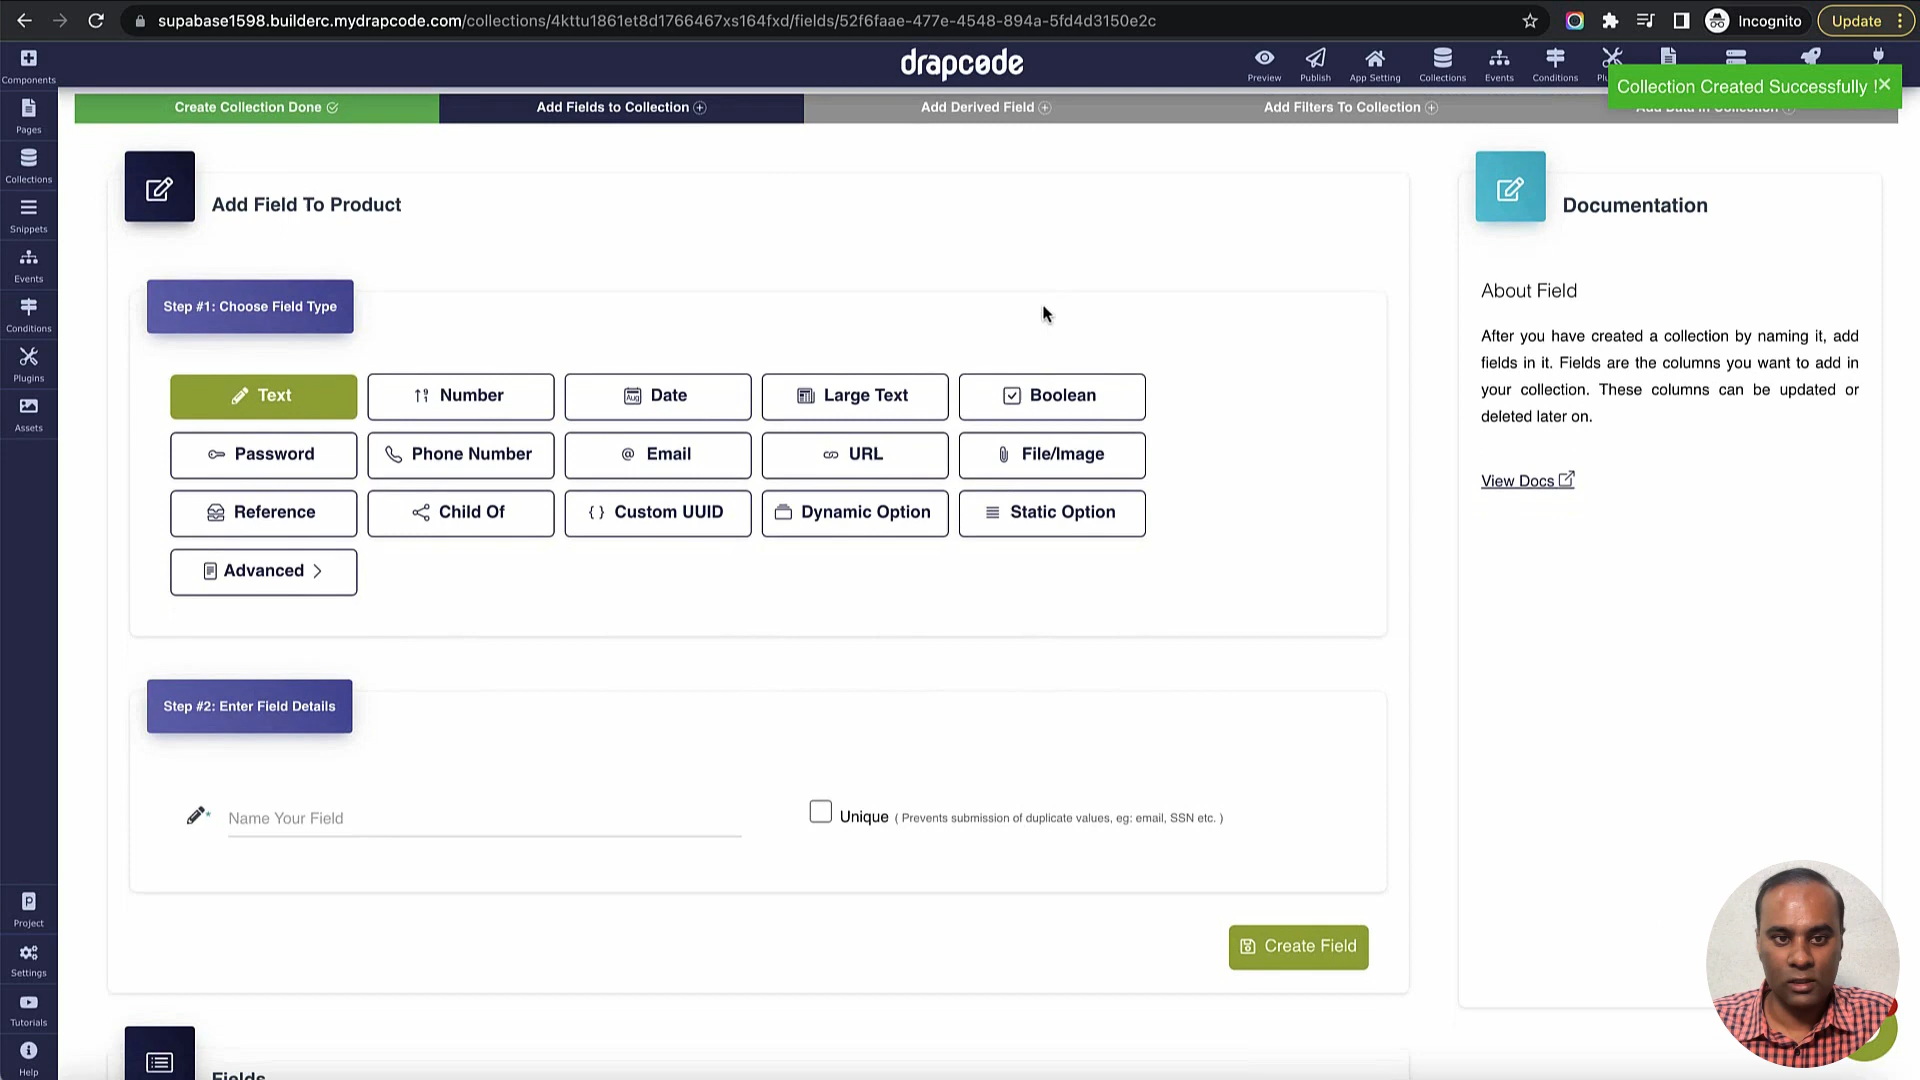 supabase1598.builderc.mydrapcode.com/collections/4kttu1861et8d1766467xs164fxd/fields/52f6faae-477e-4548-894a-5fd4d3150e2c
Incognito
Update
Components
drapcode
Preview
Publish
App Setting
Collections
Events
Conditions
Collection Created Successfully !
Create Collection Done
Add Fields to Collection
Add Derived Field
Add Filters To Collection
Add Data In Collection
Pages
Collections
Snippets
Events
Conditions
Plugins
Assets
Project
Settings
Tutorials
Help
Add Field To Product
Step #1: Choose Field Type
Text
Number
Date
Large Text
Boolean
Password
Phone Number
Email
URL
File/Image
Reference
Child Of
Custom UUID
Dynamic Option
Static Option
Advanced
Step #2: Enter Field Details
Name Your Field
Unique ( Prevents submission of duplicate values, eg: email, SSN etc. )
Create Field
Fields
Documentation
About Field
After you have created a collection by naming it, add
fields in it. Fields are the columns you want to add in
your collection. These columns can be updated or
deleted later on.
View Docs